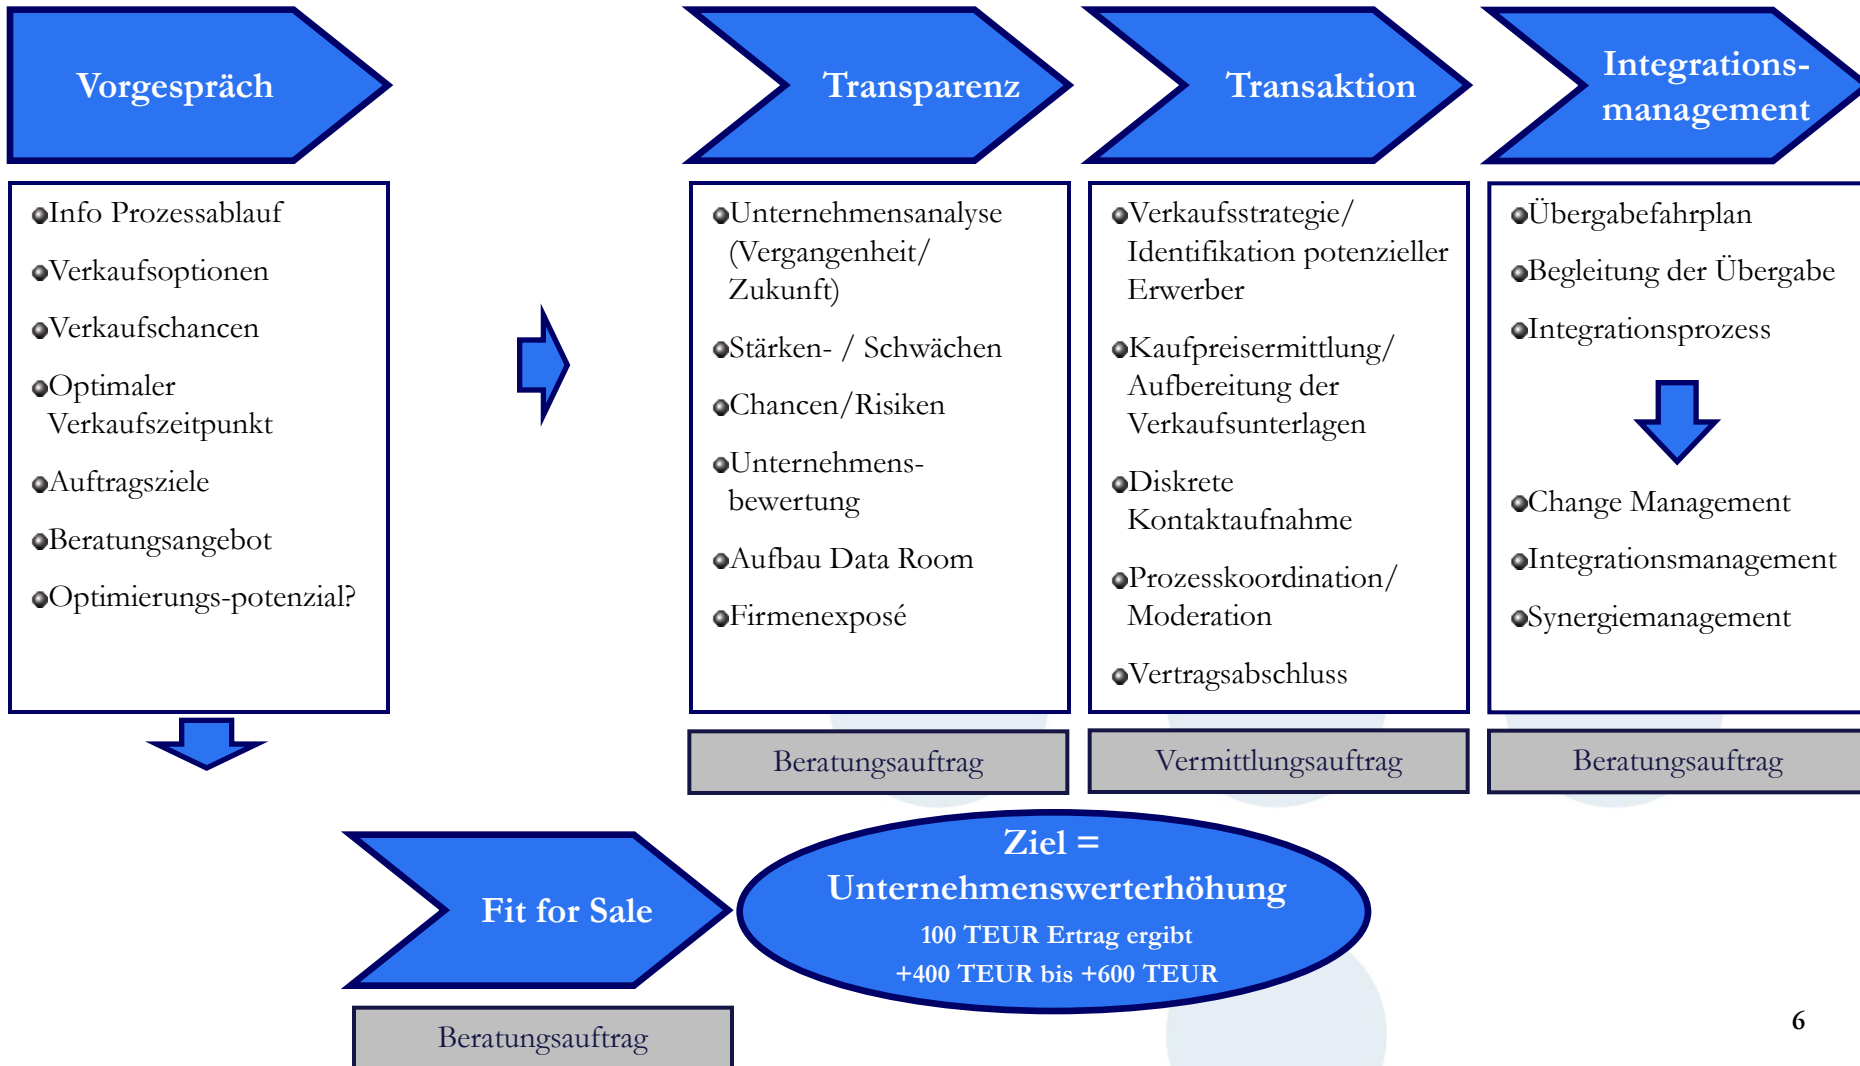 Vorgespräch
Info Prozessablauf
Verkaufsoptionen
Verkaufschancen
Optimaler
Verkaufszeitpunkt
Auftragsziele
Beratungsangebot
Optimierungs-potenzial?
Transparenz
Unternehmensanalyse
(Vergangenheit/
Zukunft)
Stärken- / Schwächen
Chancen/Risiken
Unternehmens-
bewertung
Aufbau Data Room
Firmenexposé
Beratungsauftrag
Transaktion
Verkaufsstrategie/
Identifikation potenzieller
Erwerber
Kaufpreisermittlung/
Aufbereitung der
Verkaufsunterlagen
Diskrete
Kontaktaufnahme
Prozesskoordination/
Moderation
Vertragsabschluss
Vermittlungsauftrag
Integrations-
management
Übergabefahrplan
Begleitung der Übergabe
Integrationsprozess
Change Management
Integrationsmanagement
Synergiemanagement
Beratungsauftrag
Fit for Sale
Beratungsauftrag
Ziel =
Unternehmenswerterhöhung
100 TEUR Ertrag ergibt
+400 TEUR bis +600 TEUR
6